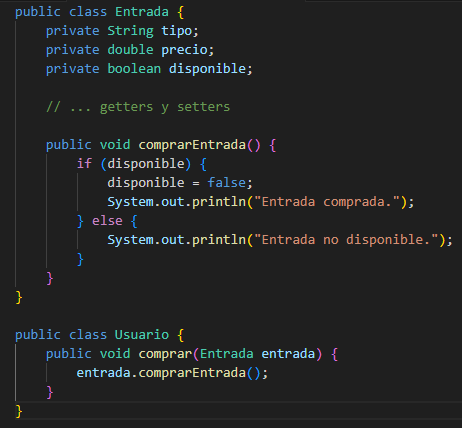 public class Entrada {
    private String tipo;
    private double precio;
    private boolean disponible;

    // ... getters y setters

    public void comprarEntrada() {
        if (disponible) {
            disponible = false;
            System.out.println("Entrada comprada.");
        } else {
            System.out.println("Entrada no disponible.");
        }
    }
}

public class Usuario {
    public void comprar(Entrada entrada) {
        entrada.comprarEntrada();
    }
}